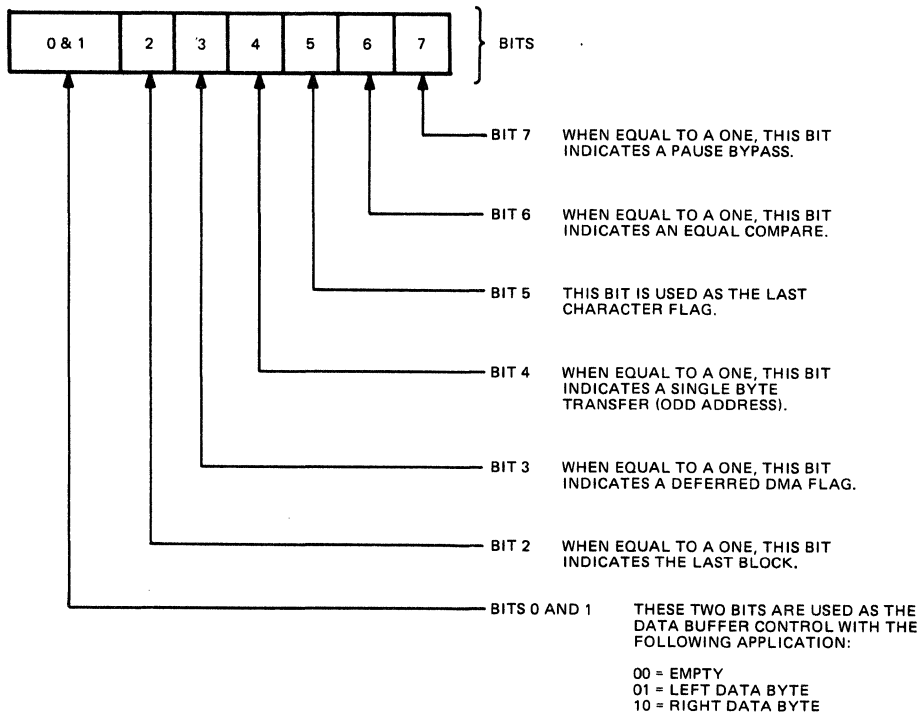 0 & 1 2 3 4 5 6 7 BITS
BIT 7 WHEN EQUAL TO A ONE, THIS BIT
INDICATES A PAUSE BYPASS.
BIT 6 WHEN EQUAL TO A ONE, THIS BIT
INDICATES AN EQUAL COMPARE.
BIT 5 THIS BIT IS USED AS THE LAST
CHARACTER FLAG.
BIT 4 WHEN EQUAL TO A ONE, THIS BIT
INDICATES A SINGLE BYTE
TRANSFER (ODD ADDRESS).
BIT 3 WHEN EQUAL TO A ONE, THIS BIT
INDICATES A DEFERRED DMA FLAG.
BIT 2 WHEN EQUAL TO A ONE, THIS BIT
INDICATES THE LAST BLOCK.
BITS 0 AND 1 THESE TWO BITS ARE USED AS THE
DATA BUFFER CONTROL WITH THE
FOLLOWING APPLICATION:
00 = EMPTY
01 = LEFT DATA BYTE
10 = RIGHT DATA BYTE